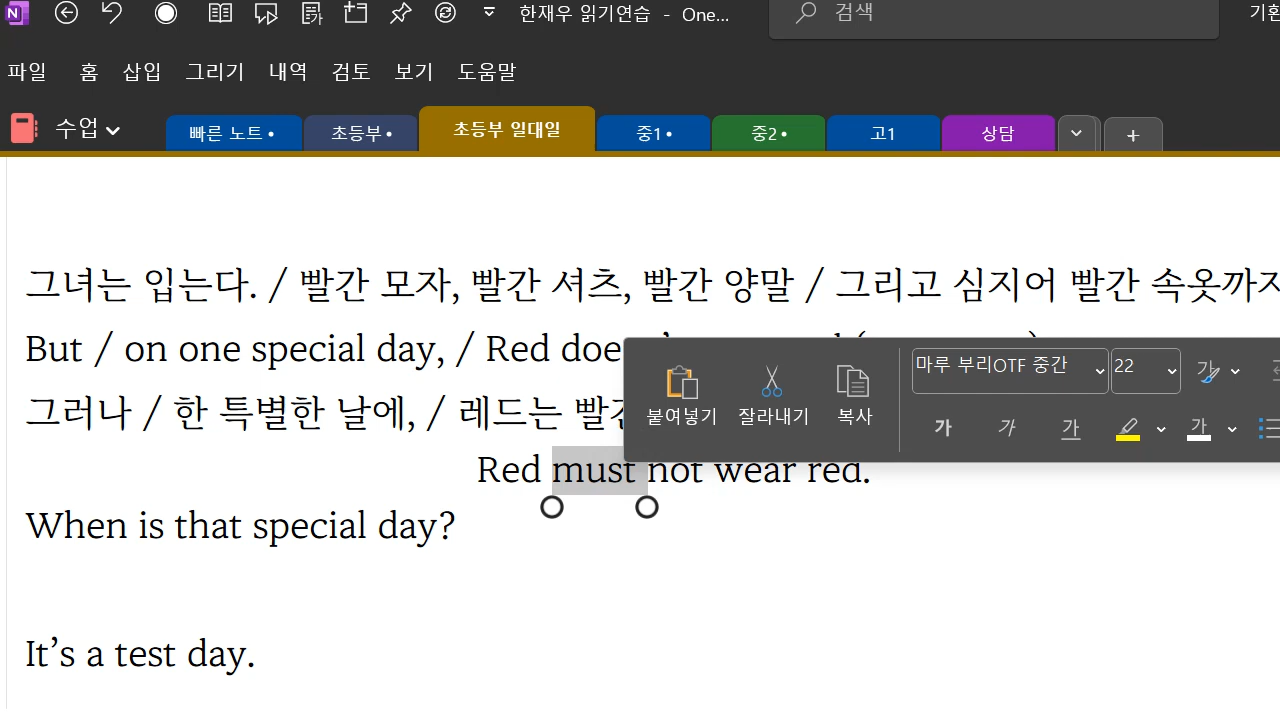 한재우 읽기연습 - One...
검색
기환
파일 홈 삽입 그리기 내역 검토 보기 도움말
수업
빠른 노트 •
초등부 •
초등부 일대일
중1 •
중2 •
고1
상담
+
그녀는 입는다. / 빨간 모자, 빨간 셔츠, 빨간 양말 / 그리고 심지어 빨간 속옷까지
But / on one special day, / Red doe
그러나 / 한 특별한 날에, / 레드는 빨간
붙여넣기 잘라내기 복사
마루 부리OTF 중간 22
가 가 가 가
Red must not wear red.
When is that special day?
It's a test day.